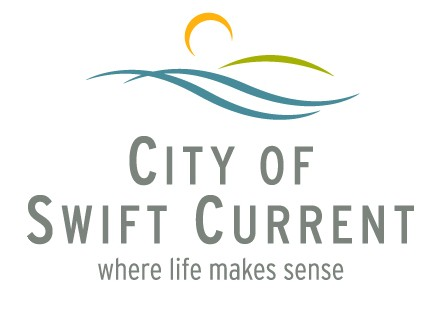 CITY OF
SWIFT CURRENT
where life makes sense